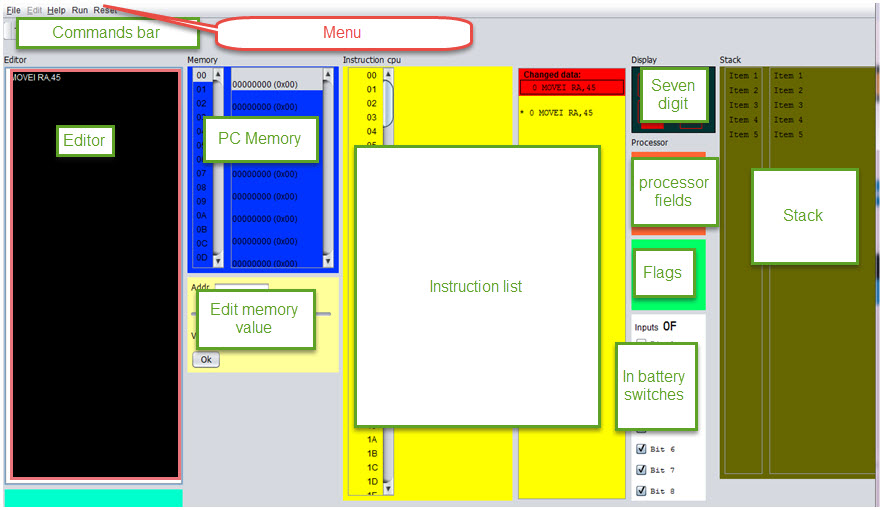 File Edit Help Run Reset
Menu
Commands bar
Editor
MOVEI RA,45
Editor
Memory
00
01
02
03
04
07
08
09
0A
0B
0C
0D
00000000 (0x00)
00000000 (0x00)
PC Memory
00000000 (0x00)
00000000 (0x00)
00000000 (0x00)
00000000 (0x00)
00000000 (0x00)
Addr
Edit memory
value
Ok
Instruction cpu
00
01
02
03
04
Instruction list
1A
1B
1C
1D
1E
Changed data:
0 MOVEI RA,45
* 0 MOVEI RA,45
Display
Seven
digit
Processor
processor
fields
Flags
Inputs 0F
In battery
switches
Bit 6
Bit 7
Bit 8
Stack
Item 1 Item 1
Item 2 Item 2
Item 3 Item 3
Item 4 Item 4
Item 5 Item 5
Stack